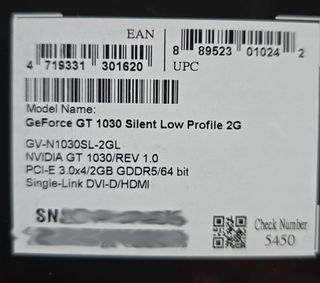 EAN
4 719331 301620
8 89523 01024 2
UPC
Model Name:
GeForce GT 1030 Silent Low Profile 2G
GV-N1030SL-2GL
NVIDIA GT 1030/REV 1.0
PCI-E 3.0x4/2GB GDDR5/64 bit
Single-Link DVI-D/HDMI
SN
Check Number
5450